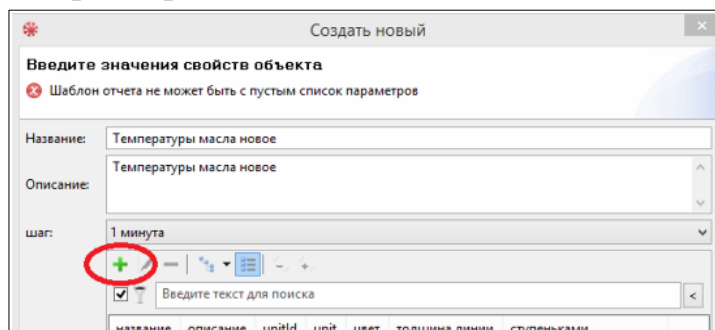 Создать новый
Введите значения свойств объекта
Шаблон отчета не может быть с пустым список параметров
Название: Температуры масла новое
Описание: Температуры масла новое
шаг: 1 минута
Введите текст для поиска <
название описание unitId unit цвет толщина линии ступеньками